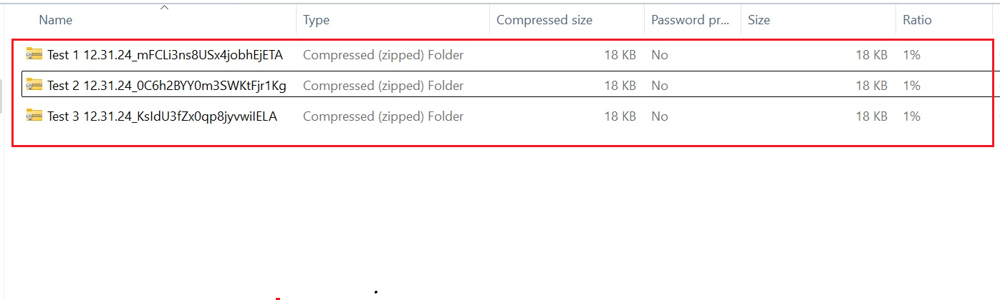 Name Type Compressed size Password pr... Size Ratio
Test 1 12.31.24_mFCLi3ns8USx4jobhEjETA Compressed (zipped) Folder 18 KB No 18 KB 1%
Test 2 12.31.24_0C6h2BYY0m3SWKtFjr1Kg Compressed (zipped) Folder 18 KB No 18 KB 1%
Test 3 12.31.24_KsIdU3fZx0qp8jyvwiIELA Compressed (zipped) Folder 18 KB No 18 KB 1%